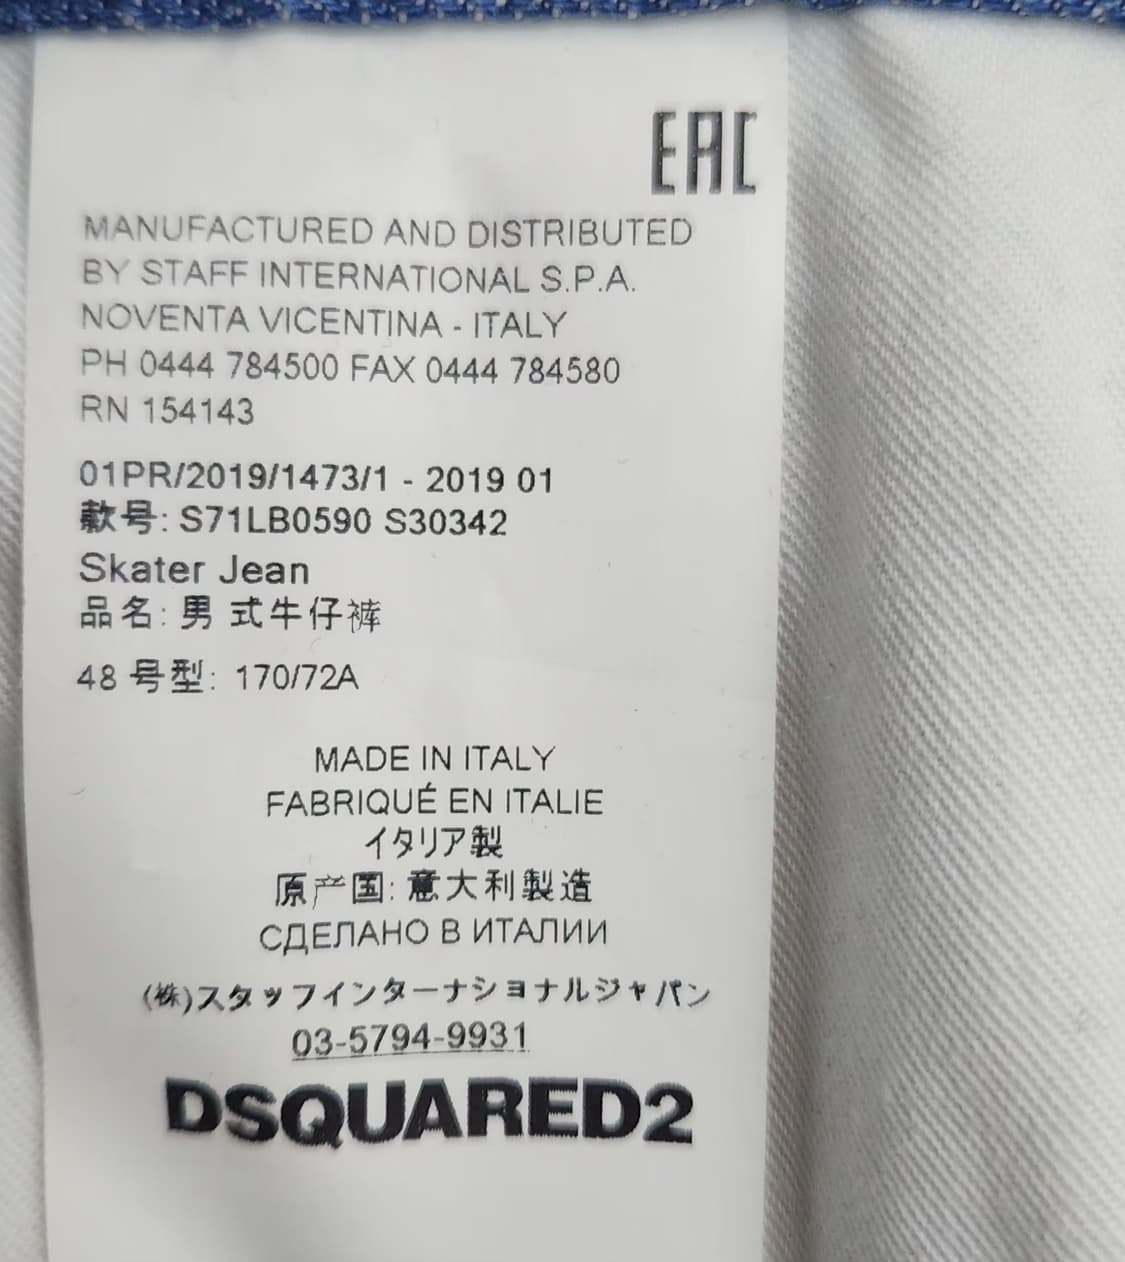 EAC
MANUFACTURED AND DISTRIBUTED
BY STAFF INTERNATIONAL S.P.A.
NOVENTA VICENTINA - ITALY
PH 0444 784500 FAX 0444 784580
RN 154143
01PR/2019/1473/1 - 2019 01
款号: S71LB0590 S30342
Skater Jean
品名: 男 式牛仔裤
48 号型: 170/72A
MADE IN ITALY
FABRIQUÉ EN ITALIE
イタリア製
原产国: 意大利製造
СДЕЛАНО В ИТАЛИИ
(株)スタッフインターナショナルジャパン
03-5794-9931
DSQUARED2